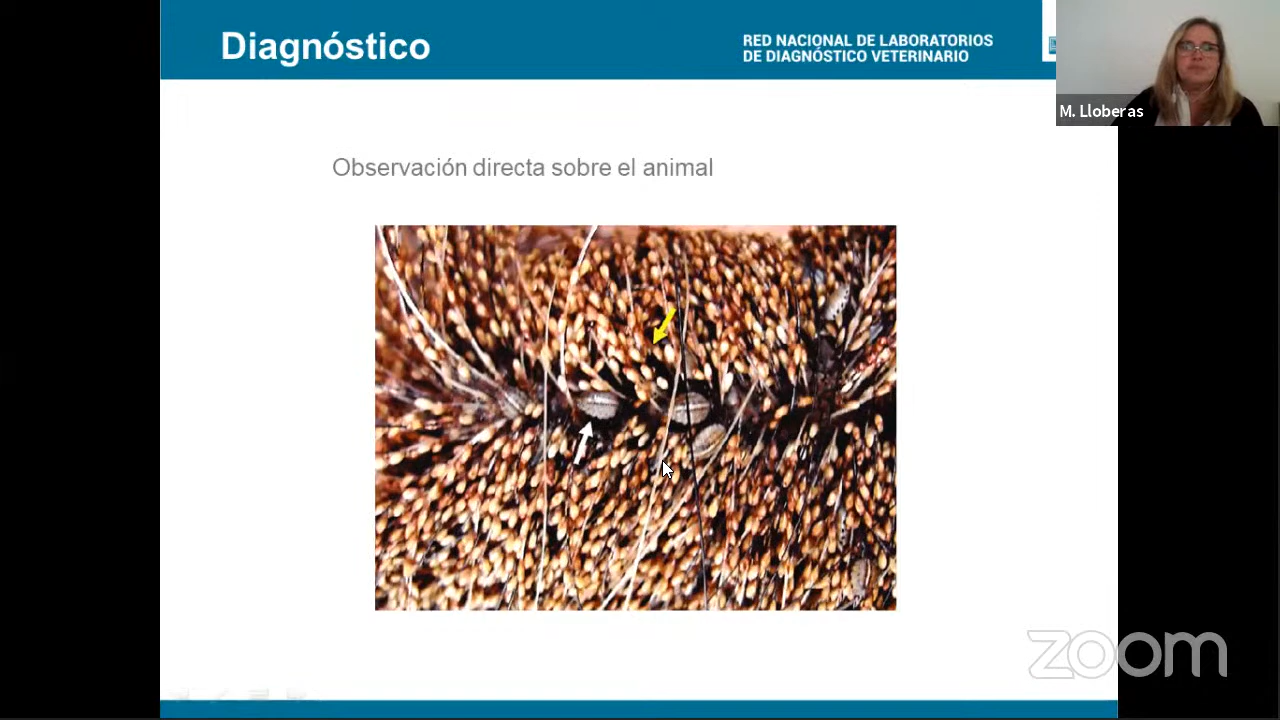 Diagnóstico
RED NACIONAL DE LABORATORIOS
DE DIAGNÓSTICO VETERINARIO
M. Lloberas
Observación directa sobre el animal
zoom